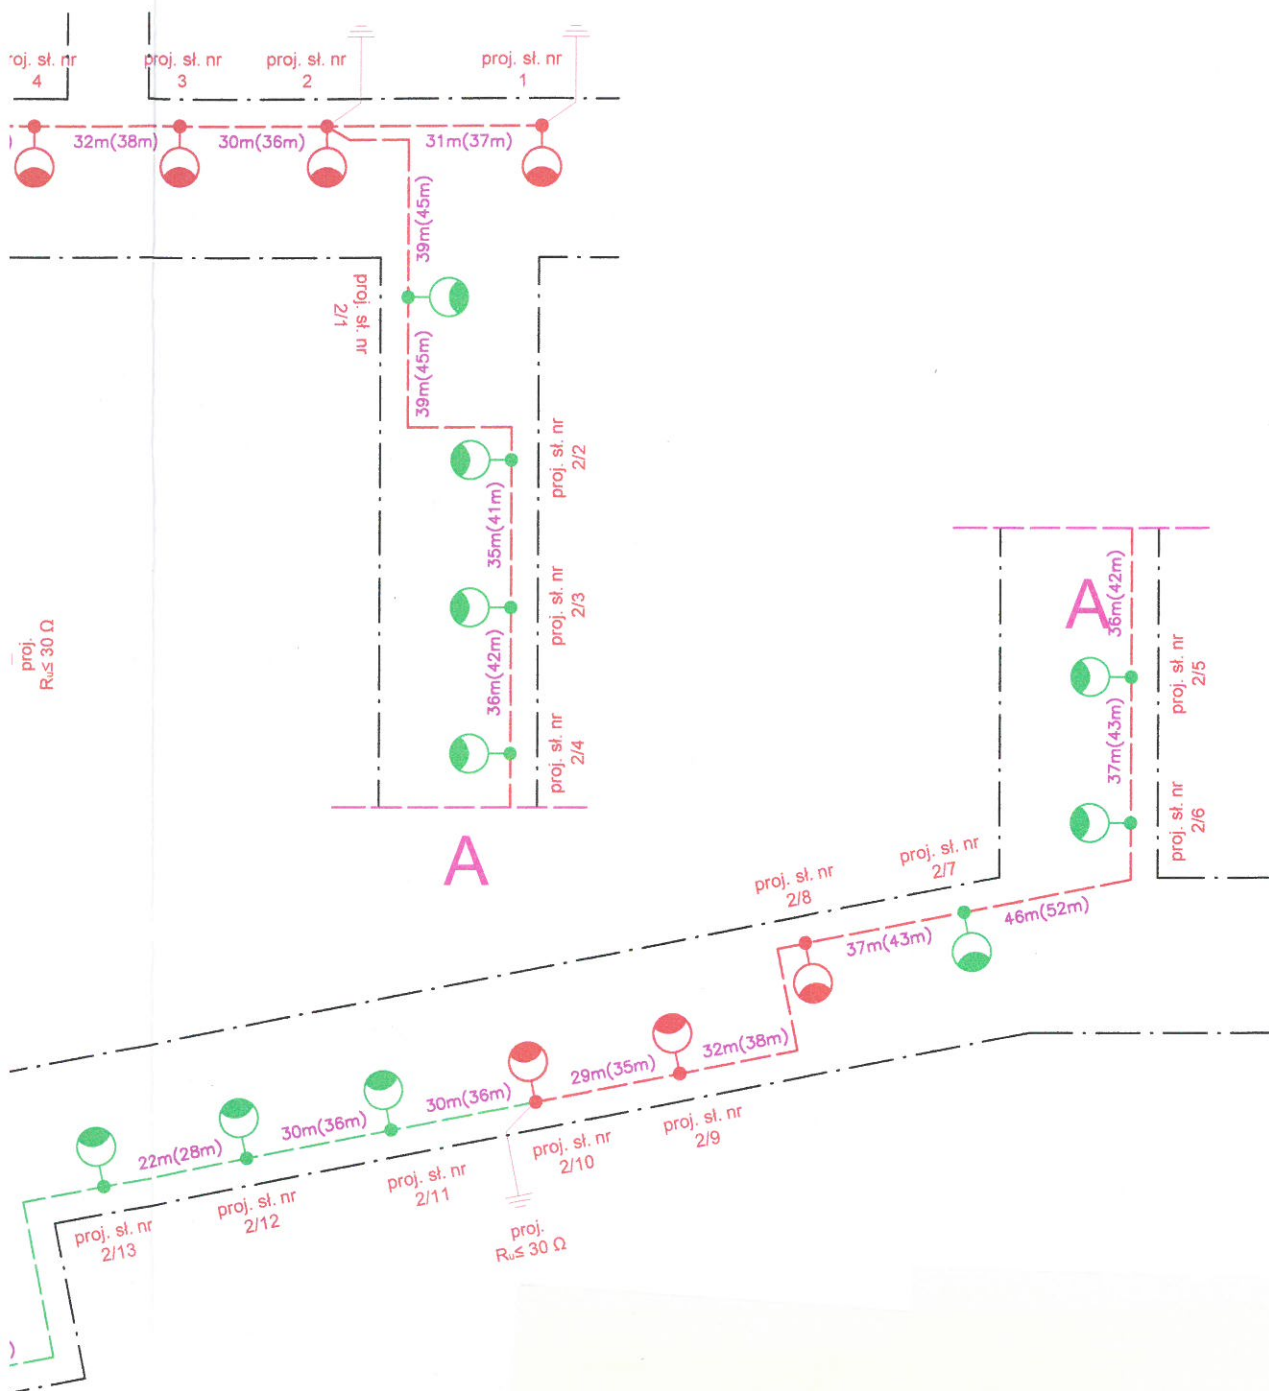 roj. sł. nr
4
proj. sł. nr
3
proj. sł. nr
2
proj. sł. nr
1
)
32m(38m)
30m(36m)
31m(37m)
39m(45m)
proj. sł. nr
2/1
39m(45m)
proj. sł. nr
2/2
35m(41m)
proj. sł. nr
2/3
36m(42m)
proj. sł. nr
2/4
A
proj.
Ru≤ 30 Ω
A
36m(42m)
proj. sł. nr
2/5
37m(43m)
proj. sł. nr
2/6
proj. sł. nr
2/7
46m(52m)
proj. sł. nr
2/8
37m(43m)
32m(38m)
proj. sł. nr
2/9
29m(35m)
proj. sł. nr
2/10
30m(36m)
proj. sł. nr
2/11
30m(36m)
proj. sł. nr
2/12
22m(28m)
proj. sł. nr
2/13
proj.
Ru≤ 30 Ω
)